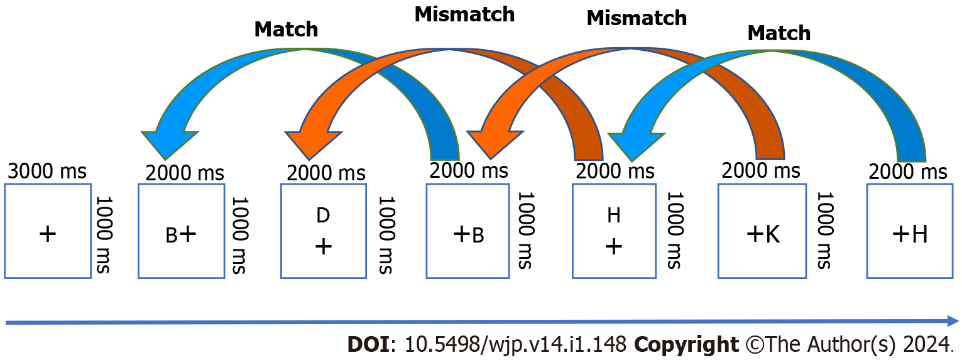 Match Mismatch Mismatch Match
3000 ms 2000 ms 2000 ms 2000 ms 2000 ms 2000 ms 2000 ms
+ 1000 ms B+ 1000 ms D 1000 ms +B 1000 ms H 1000 ms +K 1000 ms +H
+ +
DOI: 10.5498/wjp.v14.i1.148 Copyright ©The Author(s) 2024.